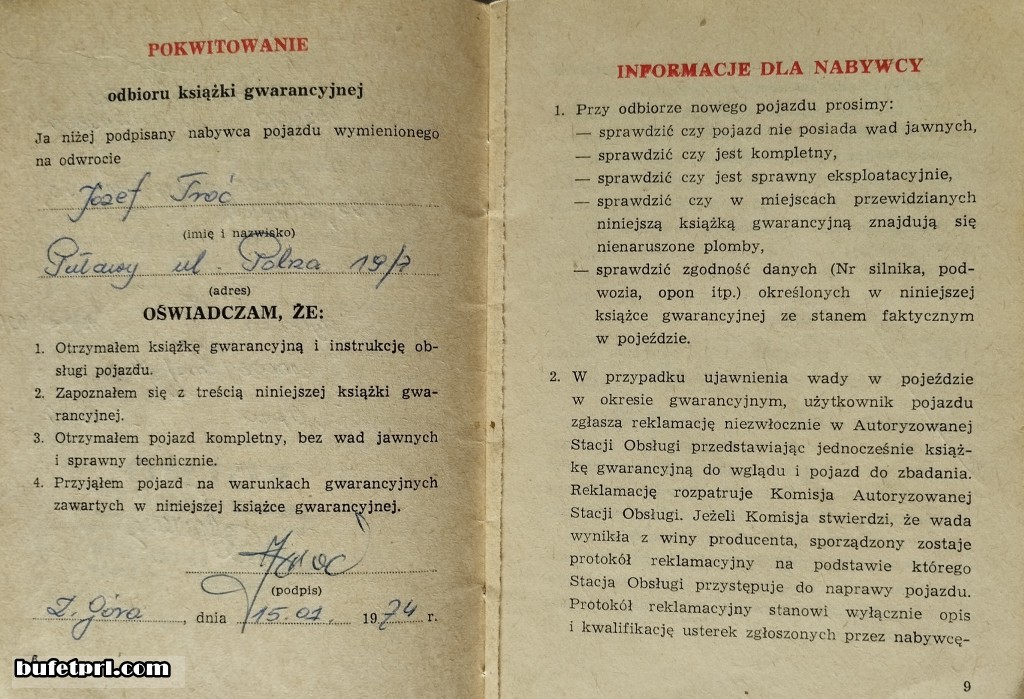 POKWITOWANIE
odbioru książki gwarancyjnej
Ja niżej podpisany nabywca pojazdu wymienionego
na odwrocie
Józef Troć
(imię i nazwisko)
Puławy ul. Polna 19/7
(adres)
OŚWIADCZAM, ŻE:
1. Otrzymałem książkę gwarancyjną i instrukcję ob-
sługi pojazdu.
2. Zapoznałem się z treścią niniejszej książki gwa-
rancyjnej.
3. Otrzymałem pojazd kompletny, bez wad jawnych
i sprawny technicznie.
4. Przyjąłem pojazd na warunkach gwarancyjnych
zawartych w niniejszej książce gwarancyjnej.
(podpis)
Z. Góra, dnia 15.07. 1974 r.
bufetprl.com
INFORMACJE DLA NABYWCY
1. Przy odbiorze nowego pojazdu prosimy:
— sprawdzić czy pojazd nie posiada wad jawnych,
— sprawdzić czy jest kompletny,
— sprawdzić czy jest sprawny eksploatacyjnie,
— sprawdzić czy w miejscach przewidzianych
niniejszą książką gwarancyjną znajdują się
nienaruszone plomby,
— sprawdzić zgodność danych (Nr silnika, pod-
wozia, opon itp.) określonych w niniejszej
książce gwarancyjnej ze stanem faktycznym
w pojeździe.
2. W przypadku ujawnienia wady w pojeździe
w okresie gwarancyjnym, użytkownik pojazdu
zgłasza reklamację niezwłocznie w Autoryzowanej
Stacji Obsługi przedstawiając jednocześnie książ-
kę gwarancyjną do wglądu i pojazd do zbadania.
Reklamację rozpatruje Komisja Autoryzowanej
Stacji Obsługi. Jeżeli Komisja stwierdzi, że wada
wynikła z winy producenta, sporządzony zostaje
protokół reklamacyjny na podstawie którego
Stacja Obsługi przystępuje do naprawy pojazdu.
Protokół reklamacyjny stanowi wyłącznie opis
i kwalifikację usterek zgłoszonych przez nabywcę-
9